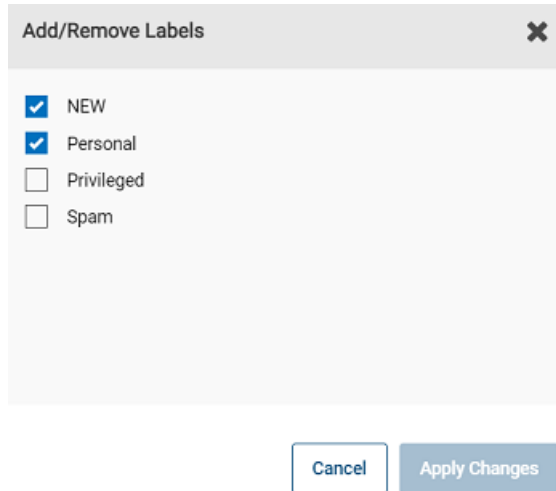 Add/Remove Labels
NEW
Personal
Privileged
Spam
Cancel
Apply Changes